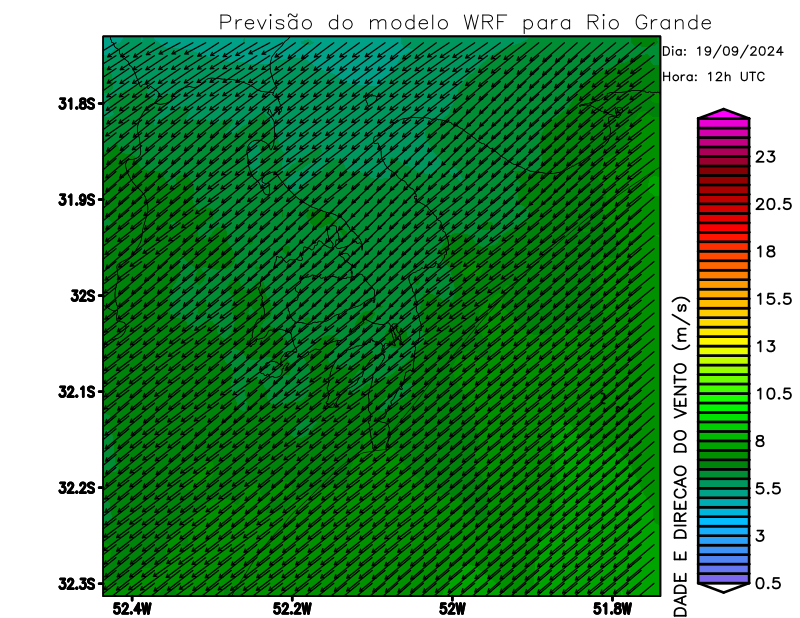 Previsão do modelo WRF para Rio Grande
Dia: 19/09/2024
Hora: 12h UTC
31.8S
31.9S
32S
32.1S
32.2S
32.3S
52.4W
52.2W
52W
51.8W
23
20.5
18
15.5
13
10.5
8
5.5
3
0.5
DADE E DIRECAO DO VENTO (m/s)